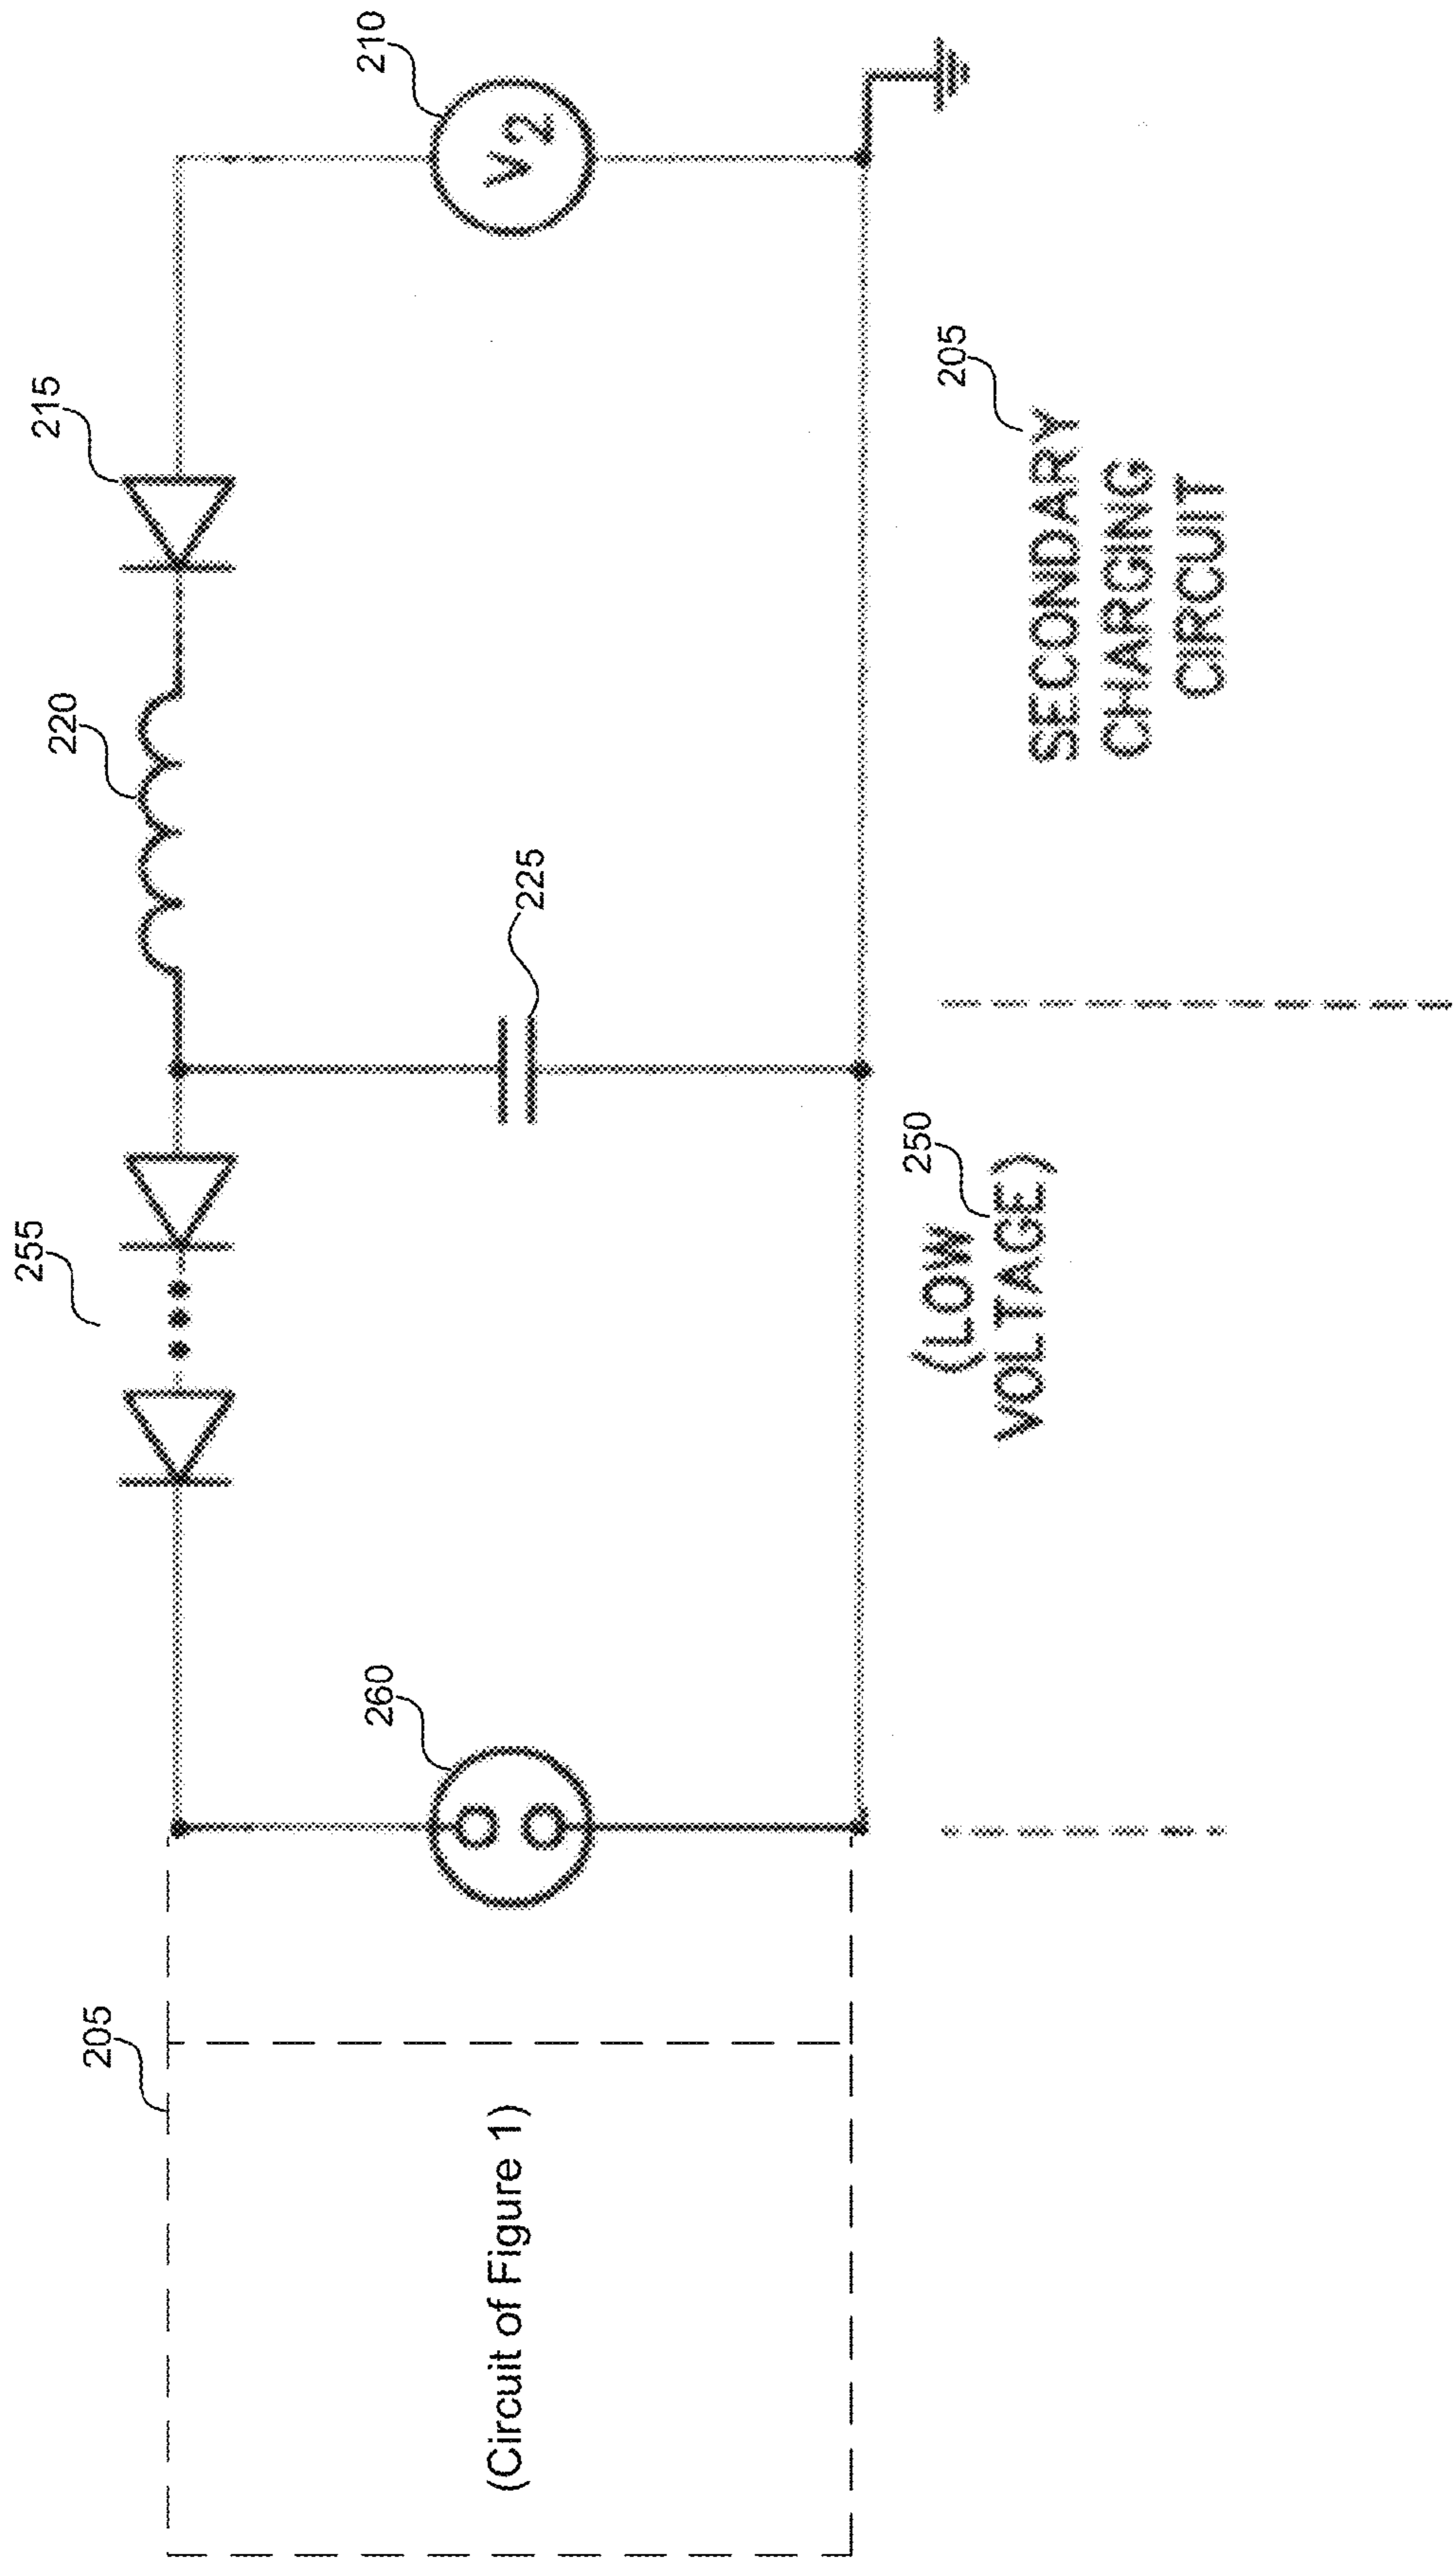 205
(Circuit of Figure 1)
260
255
(LOW
VOLTAGE)
250
225
220
215
SECONDARY
CHARGING
CIRCUIT
205
210
V2